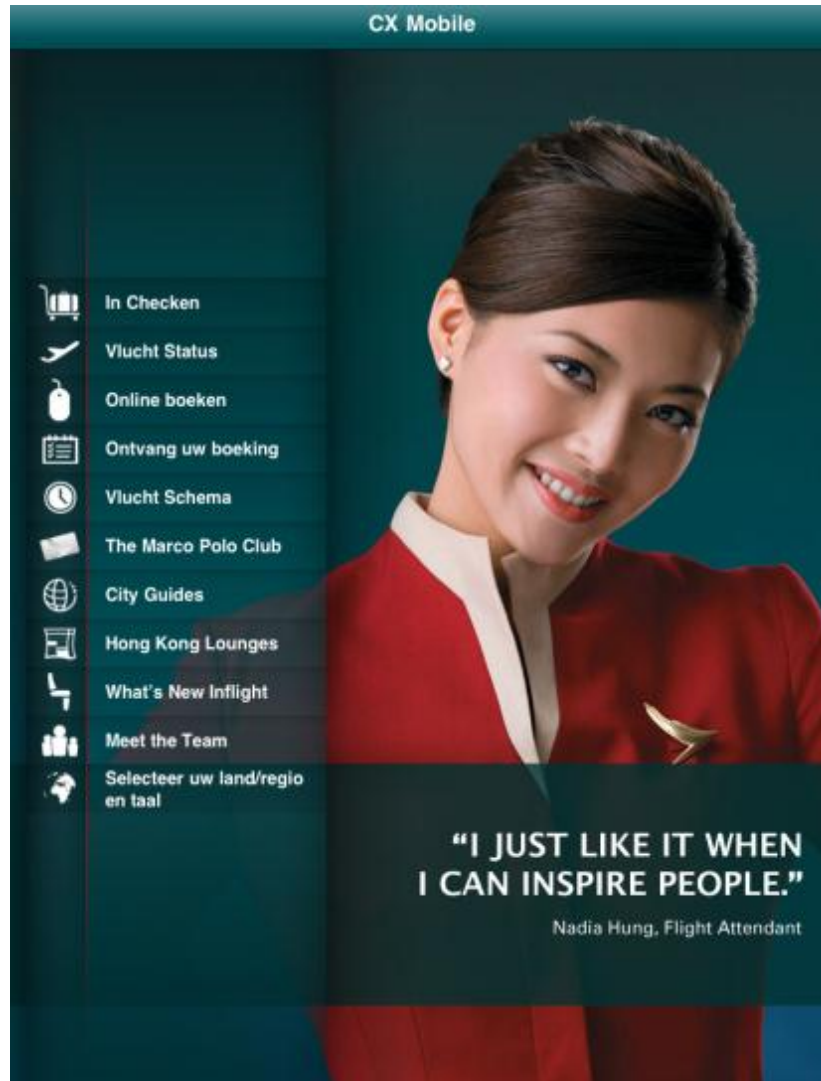 CX Mobile
In Checken
Vlucht Status
Online boeken
Ontvang uw boeking
Vlucht Schema
The Marco Polo Club
City Guides
Hong Kong Lounges
What's New Inflight
Meet the Team
Selecteer uw land/regio
en taal
“I JUST LIKE IT WHEN
I CAN INSPIRE PEOPLE.”
Nadia Hung, Flight Attendant